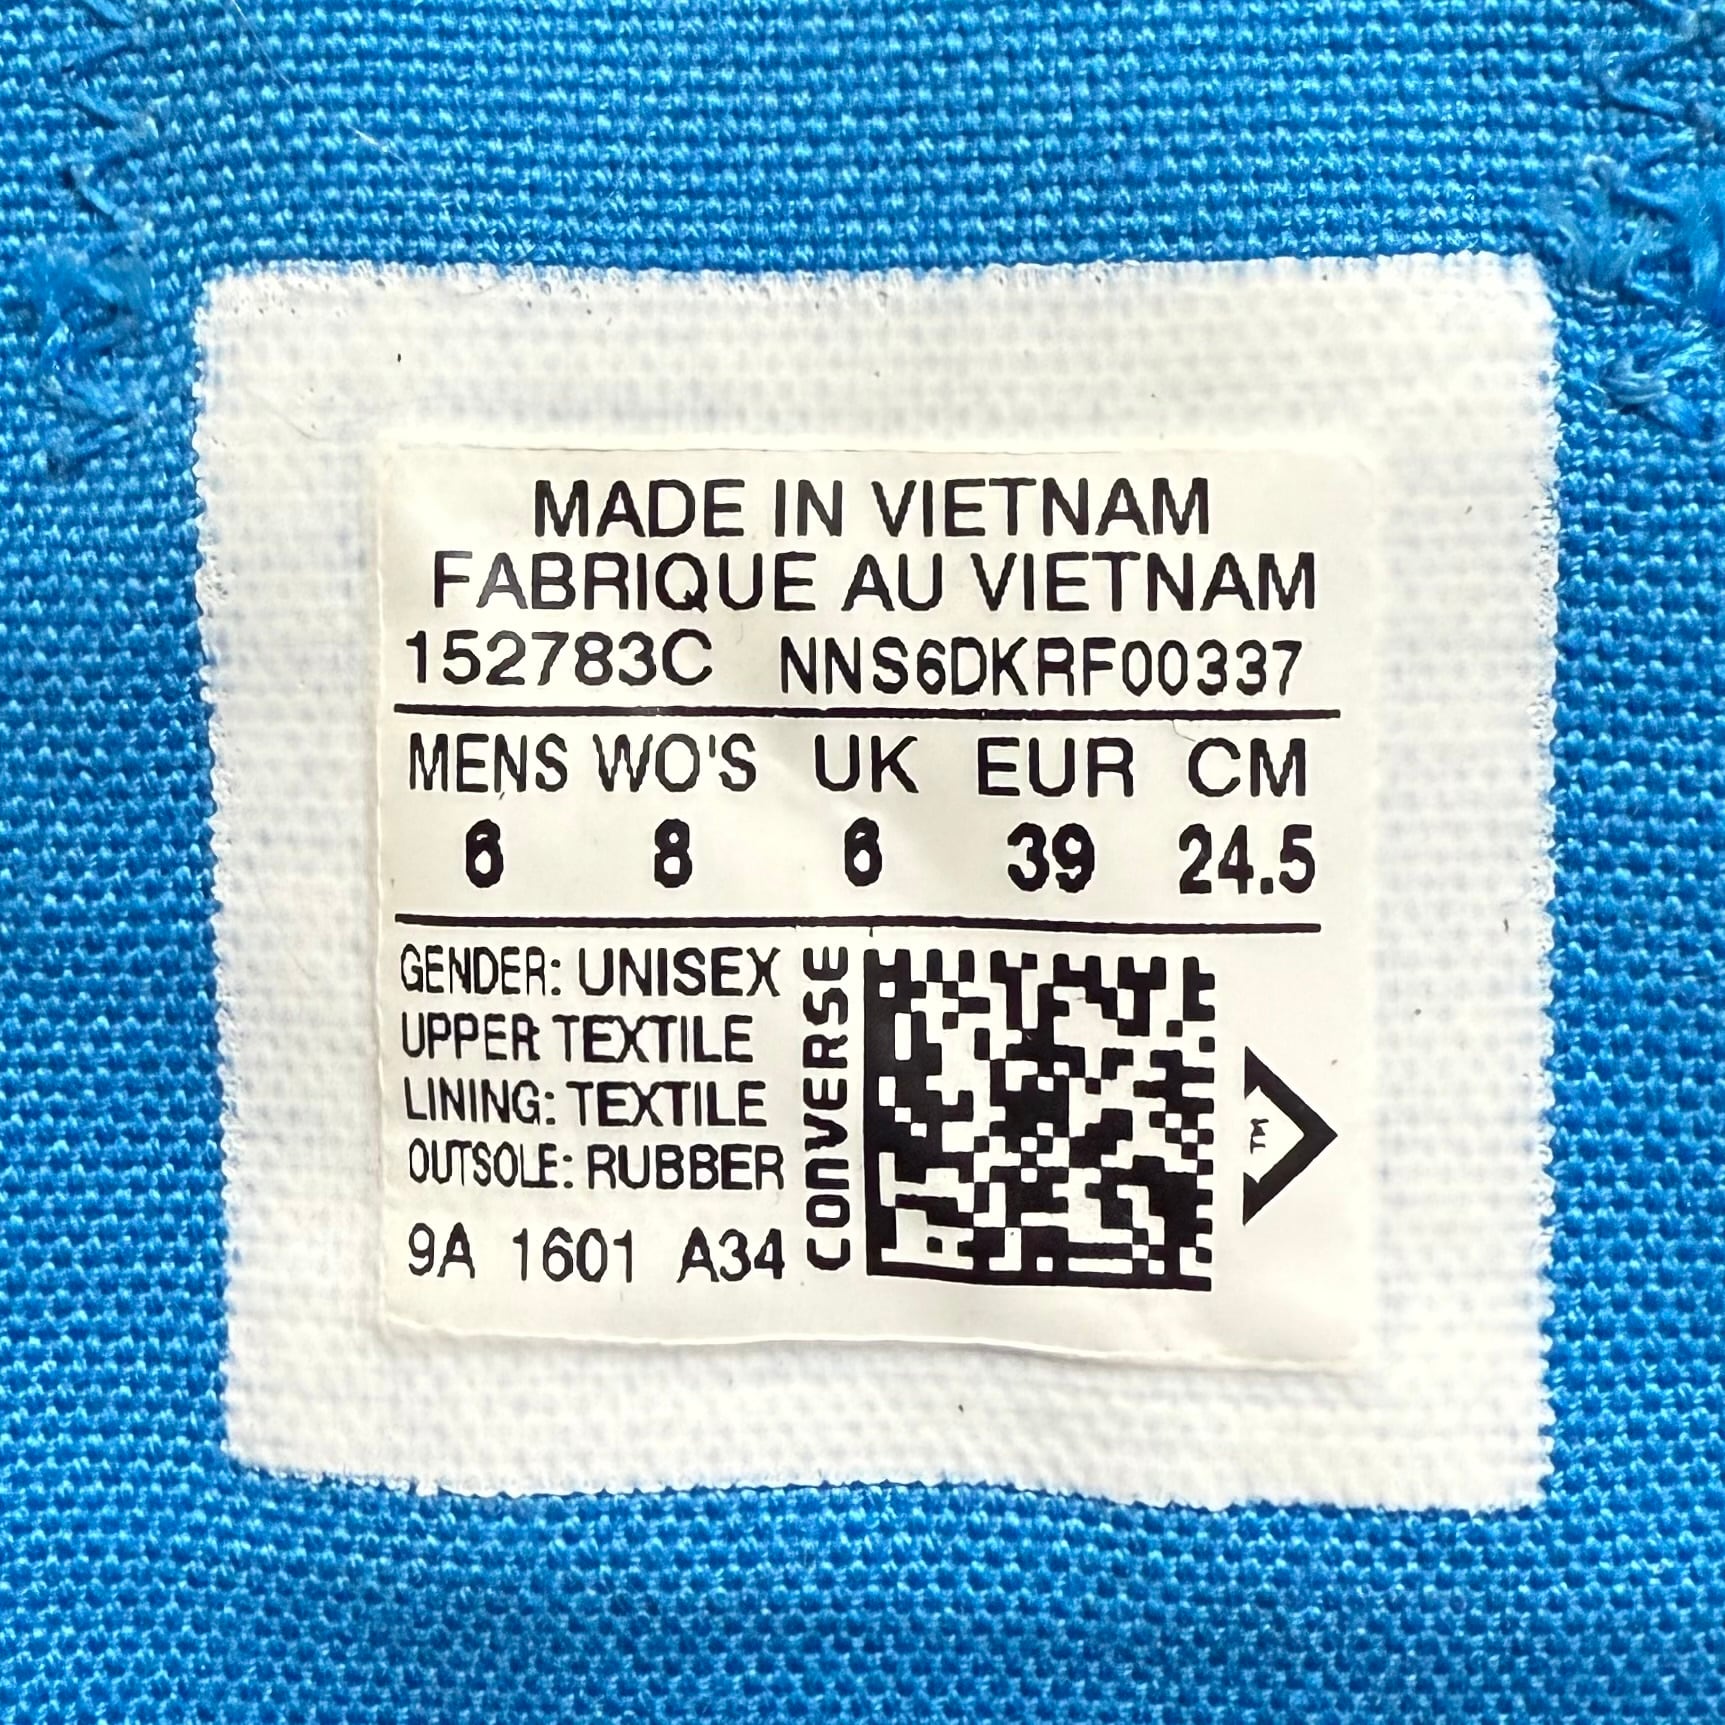 MADE IN VIETNAM
FABRIQUE AU VIETNAM
152783C NNS6DKRF00337
MENS WO'S UK EUR CM
6 8 6 39 24.5
GENDER: UNISEX
UPPER TEXTILE
LINING: TEXTILE
OUTSOLE: RUBBER
9A 1601 A34
CONVERSE